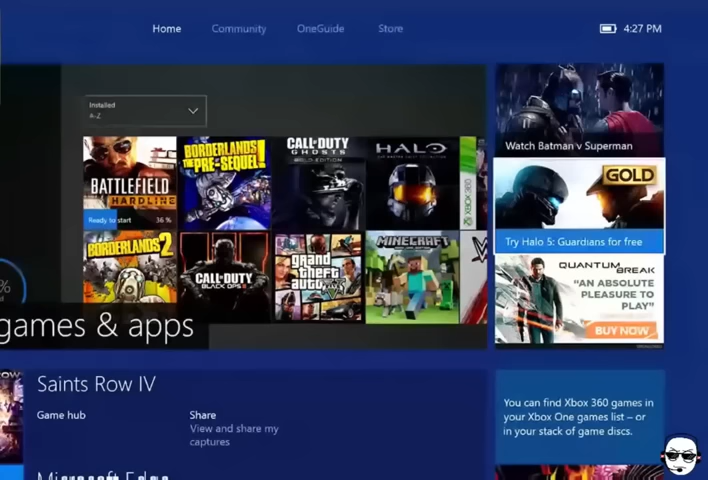 Home
Community
OneGuide
Store
4:27 PM
Installed
A-Z
BATTLEFIELD
HARDLINE
Ready to start
36 %
BORDERLANDS
THE PRE-SEQUEL!
CALL OF DUTY
GHOSTS
GOLD EDITION
HALO
XBOX 360
BORDERLANDS 2
CALL OF DUTY
BLACK OPS
grand
theft
auto
V
MINECRAFT
W
%
games & apps
Watch Batman v Superman
GOLD
Try Halo 5: Guardians for free
QUANTUM
BREAK
“AN ABSOLUTE
PLEASURE TO
PLAY”
BUY NOW
Saints Row IV
Game hub
Share
View and share my
captures
You can find Xbox 360 games in
your Xbox One games list – or
in your stack of game discs.
Microsoft Edge